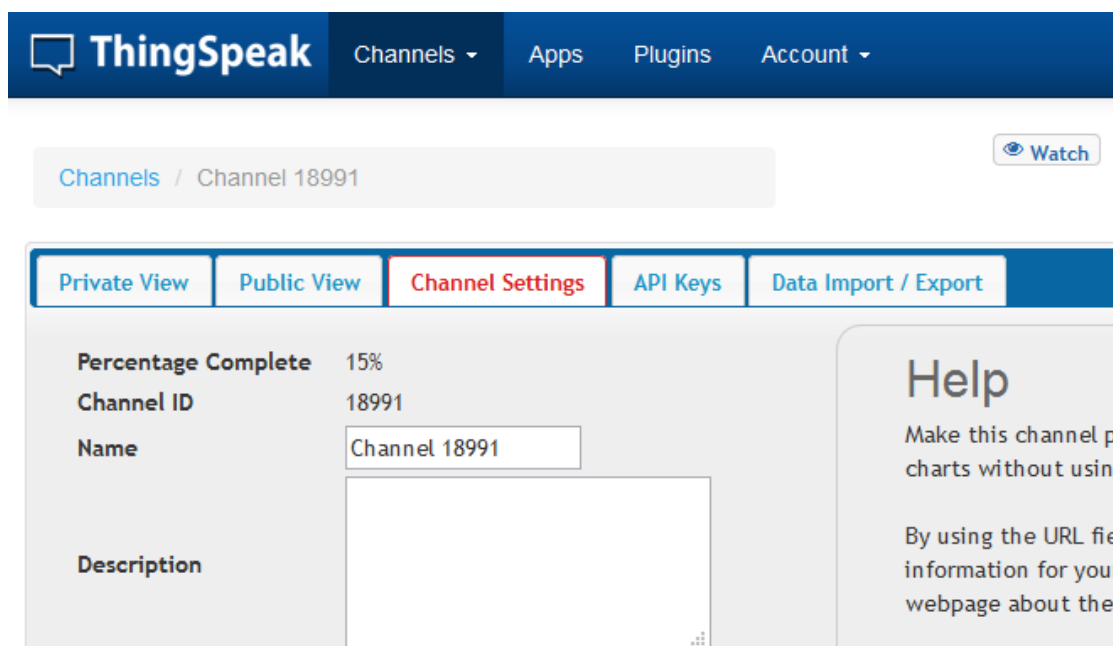 ThingSpeak Channels Apps Plugins Account
Watch
Channels / Channel 18991
Private View Public View Channel Settings API Keys Data Import / Export
Percentage Complete 15%
Channel ID 18991
Name Channel 18991
Description
Help
Make this channel p
charts without usin
By using the URL fie
information for you
webpage about the